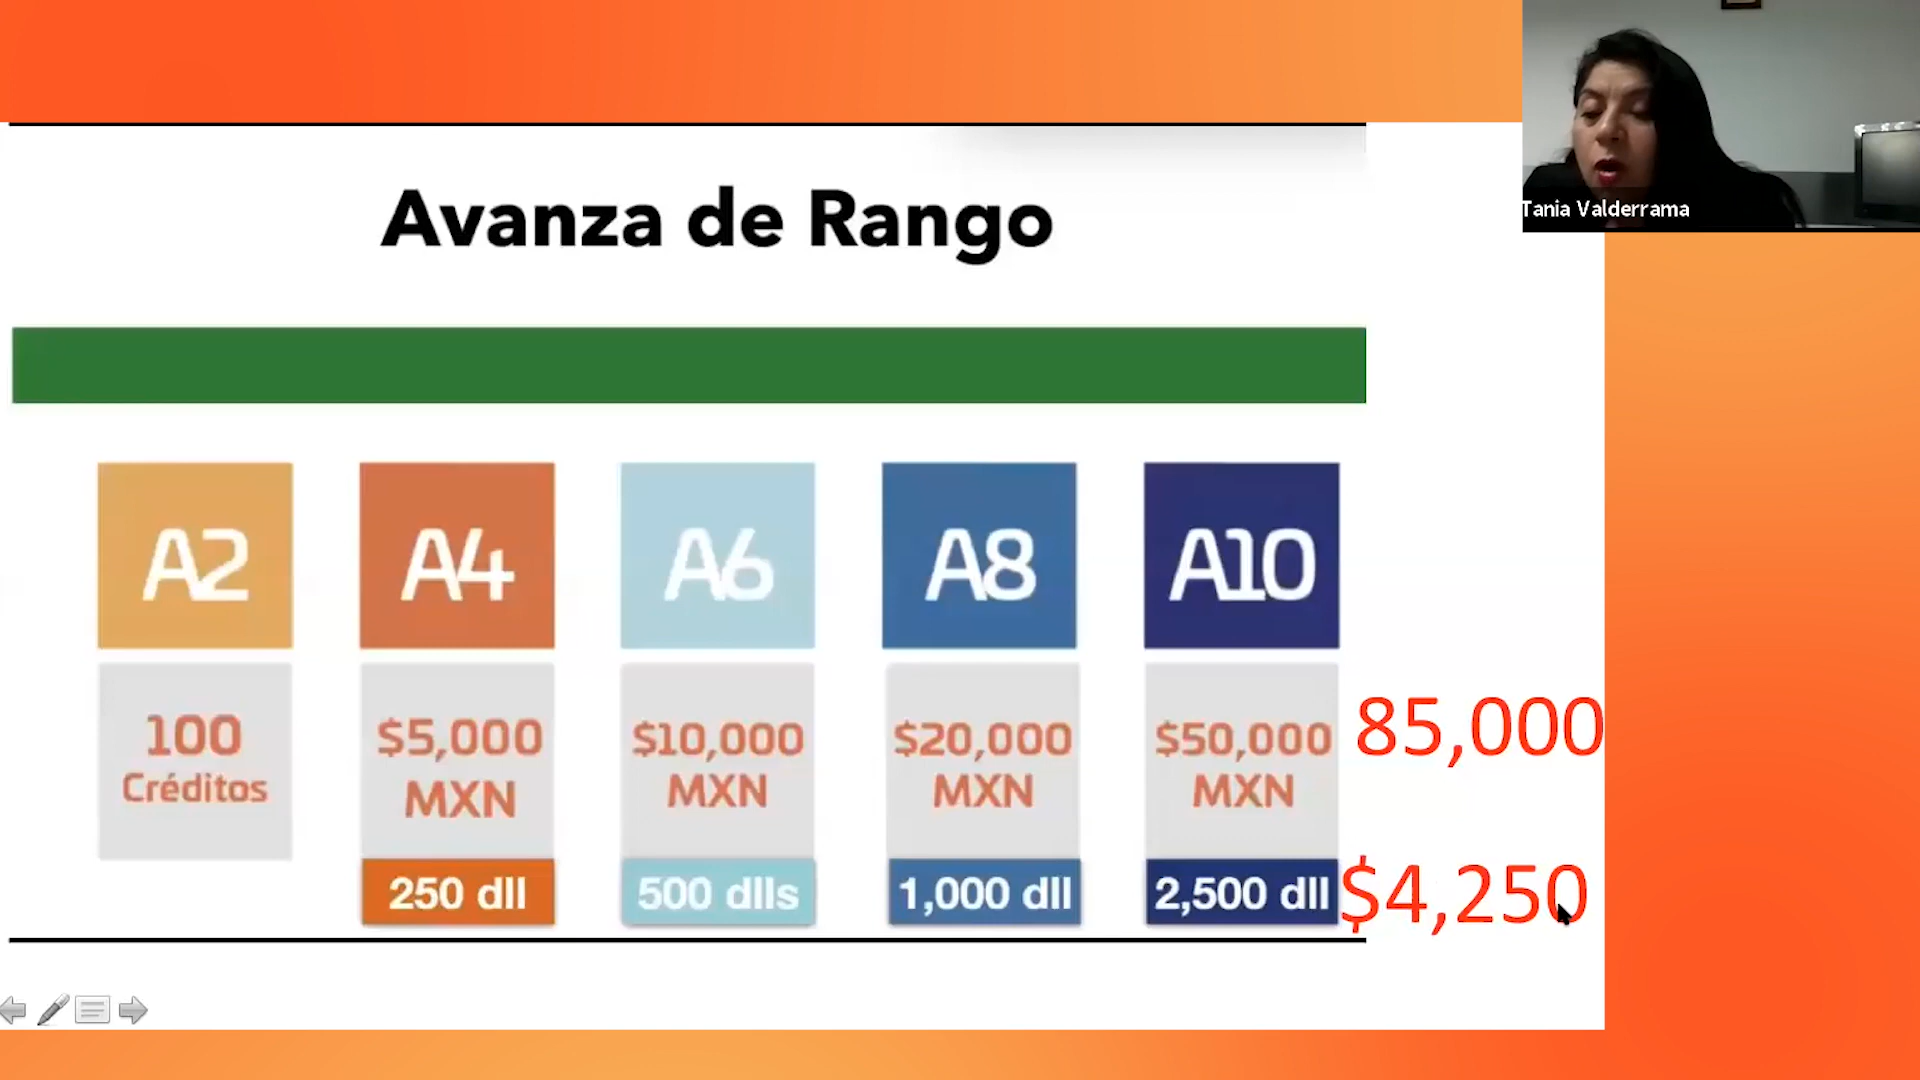 Tania Valderrama
Avanza de Rango
A2
A4
A6
A8
A10
100
Créditos
$5,000
MXN
$10,000
MXN
$20,000
MXN
$50,000
MXN
85,000
250 dll
500 dlls
1,000 dll
2,500 dll
$4,250